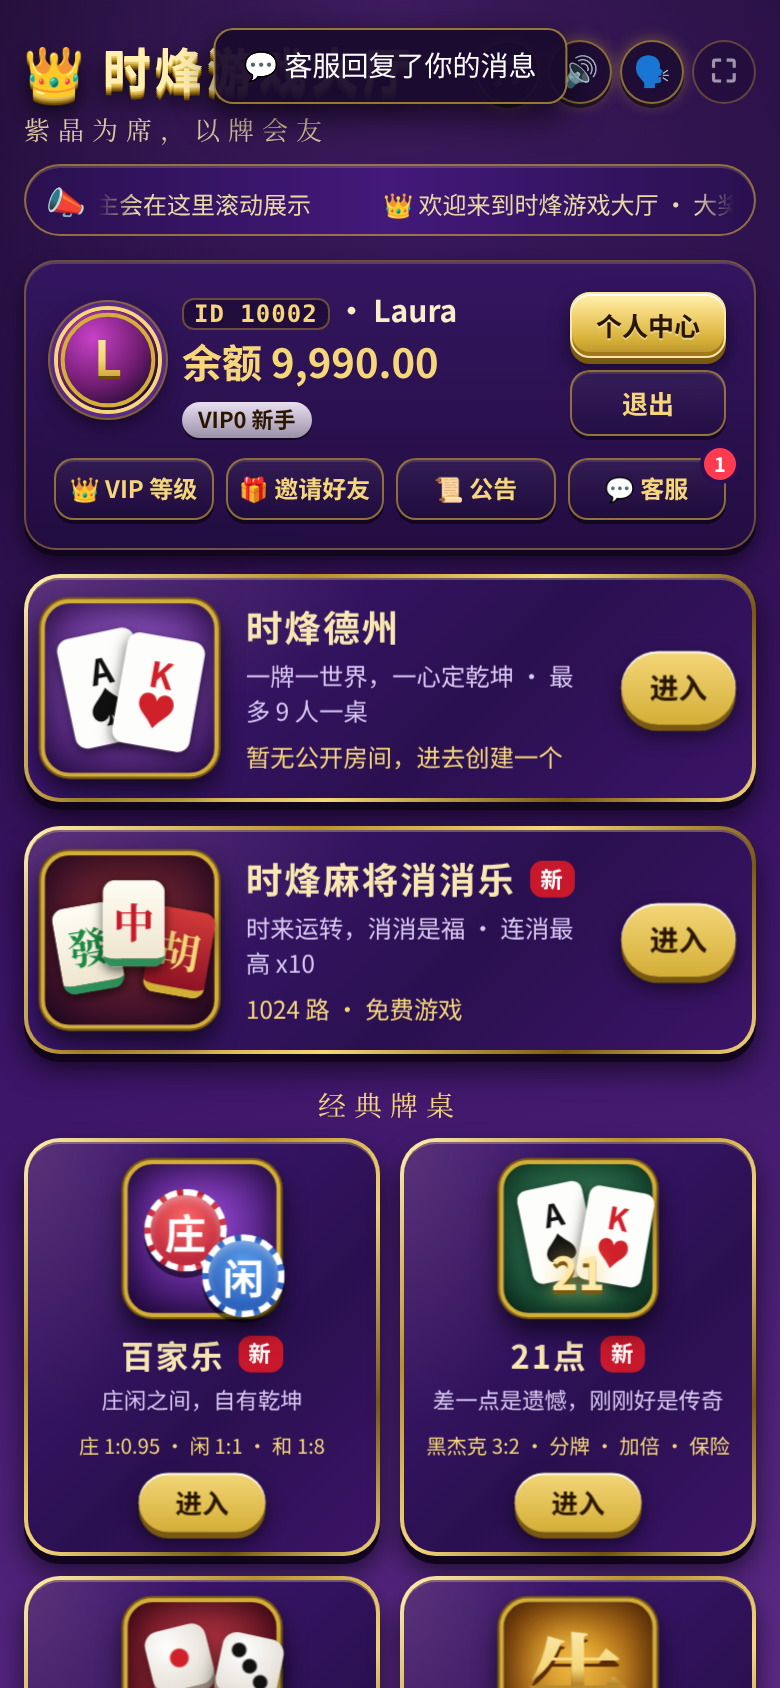 时烽
💬 客服回复了你的消息
紫晶为席，以牌会友
会在这里滚动展示 👑 欢迎来到时烽游戏大厅 · 大
L
ID 10002 · Laura
余额 9,990.00
VIP0 新手
个人中心
退出
👑 VIP 等级
🎁 邀请好友
📜 公告
💬 客服
1
A K
时烽德州
一牌一世界，一心定乾坤 · 最
多 9 人一桌
暂无公开房间，进去创建一个
进入
發 中 胡
时烽麻将消消乐 新
时来运转，消消是福 · 连消最
高 x10
1024 路 · 免费游戏
进入
经典牌桌
庄
闲
百家乐 新
庄闲之间，自有乾坤
庄 1:0.95 · 闲 1:1 · 和 1:8
进入
A K
21
21点 新
差一点是遗憾，刚刚好是传奇
黑杰克 3:2 · 分牌 · 加倍 · 保险
进入
牛